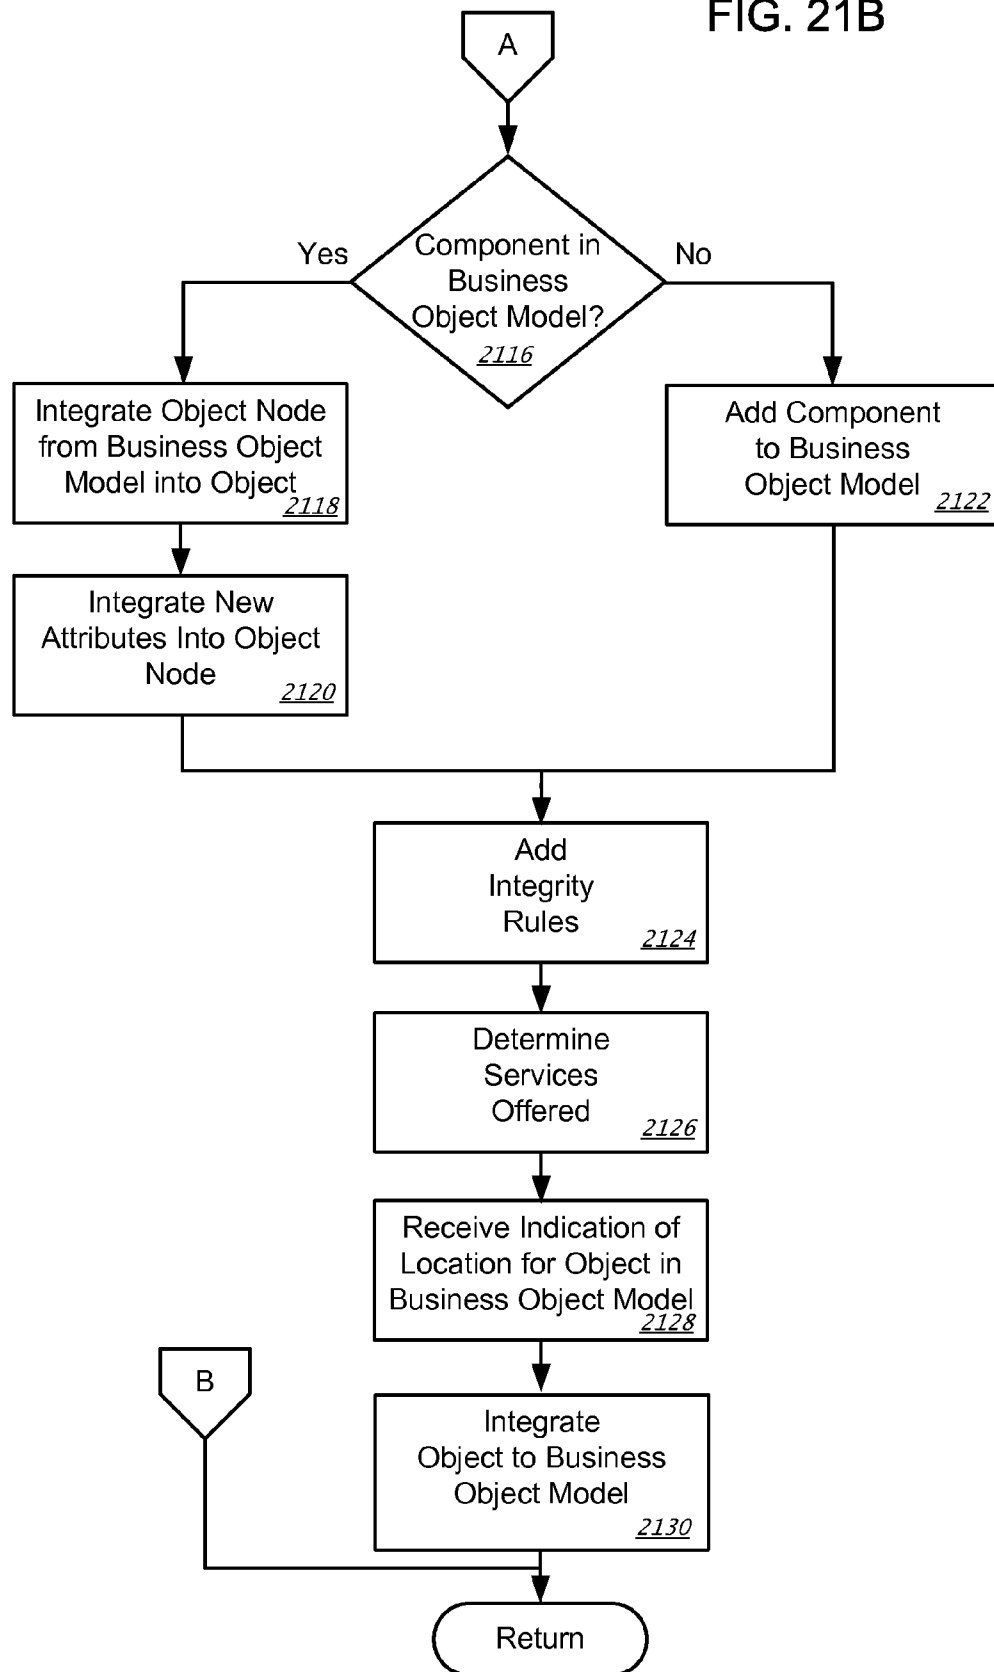 FIG. 21B
A
Component in
Business
Object Model?
2116
Yes
No
Integrate Object Node
from Business Object
Model into Object
2118
Add Component
to Business
Object Model
2122
Integrate New
Attributes Into Object
Node
2120
Add
Integrity
Rules
2124
Determine
Services
Offered
2126
Receive Indication of
Location for Object in
Business Object Model
2128
B
Integrate
Object to Business
Object Model
2130
Return